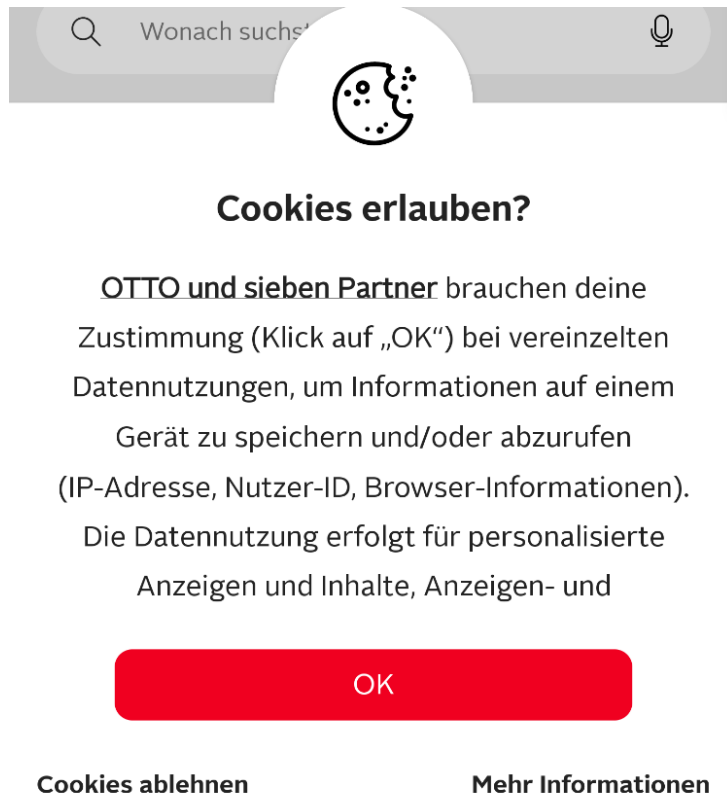 Wonach suchst
Cookies erlauben?
OTTO und sieben Partner brauchen deine
Zustimmung (Klick auf „OK“) bei vereinzelten
Datennutzungen, um Informationen auf einem
Gerät zu speichern und/oder abzurufen
(IP-Adresse, Nutzer-ID, Browser-Informationen).
Die Datennutzung erfolgt für personalisierte
Anzeigen und Inhalte, Anzeigen- und
OK
Cookies ablehnen
Mehr Informationen